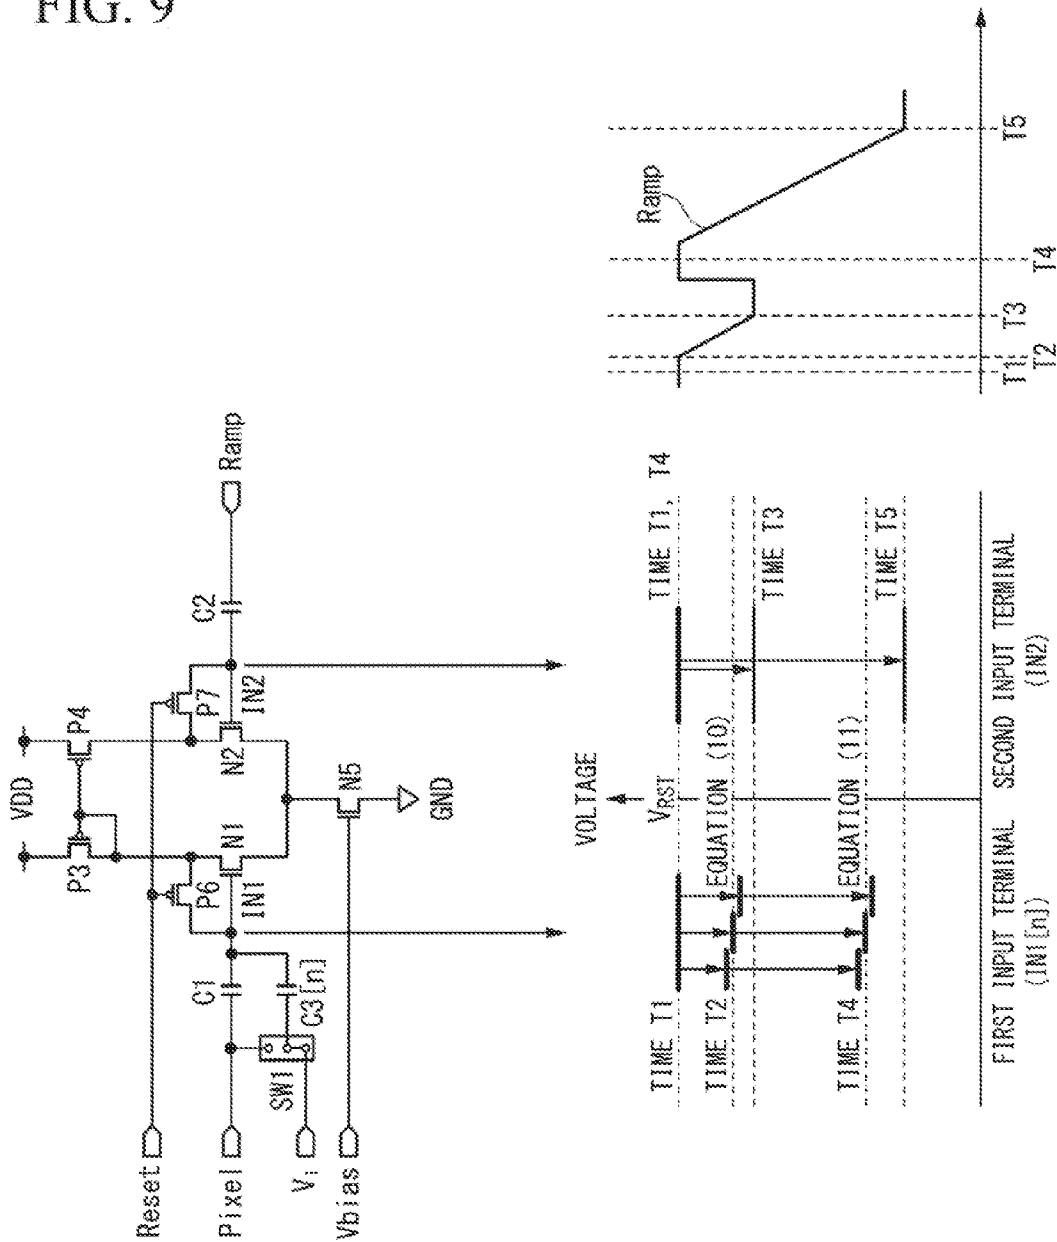 FIG. 9
VDD
P3
P4
P6
P7
N1
N2
IN1
IN2
C1
C2
C3[n]
SW1
N5
GND
Reset
Pixel
Vi
Vbias
Ramp
VOLTAGE
VRST
TIME T1
TIME T2
TIME T4
EQUATION (10)
EQUATION (11)
TIME T1, T4
TIME T3
TIME T5
FIRST INPUT TERMINAL
(IN1[n])
SECOND INPUT TERMINAL
(IN2)
Ramp
T1
T2
T3
T4
T5